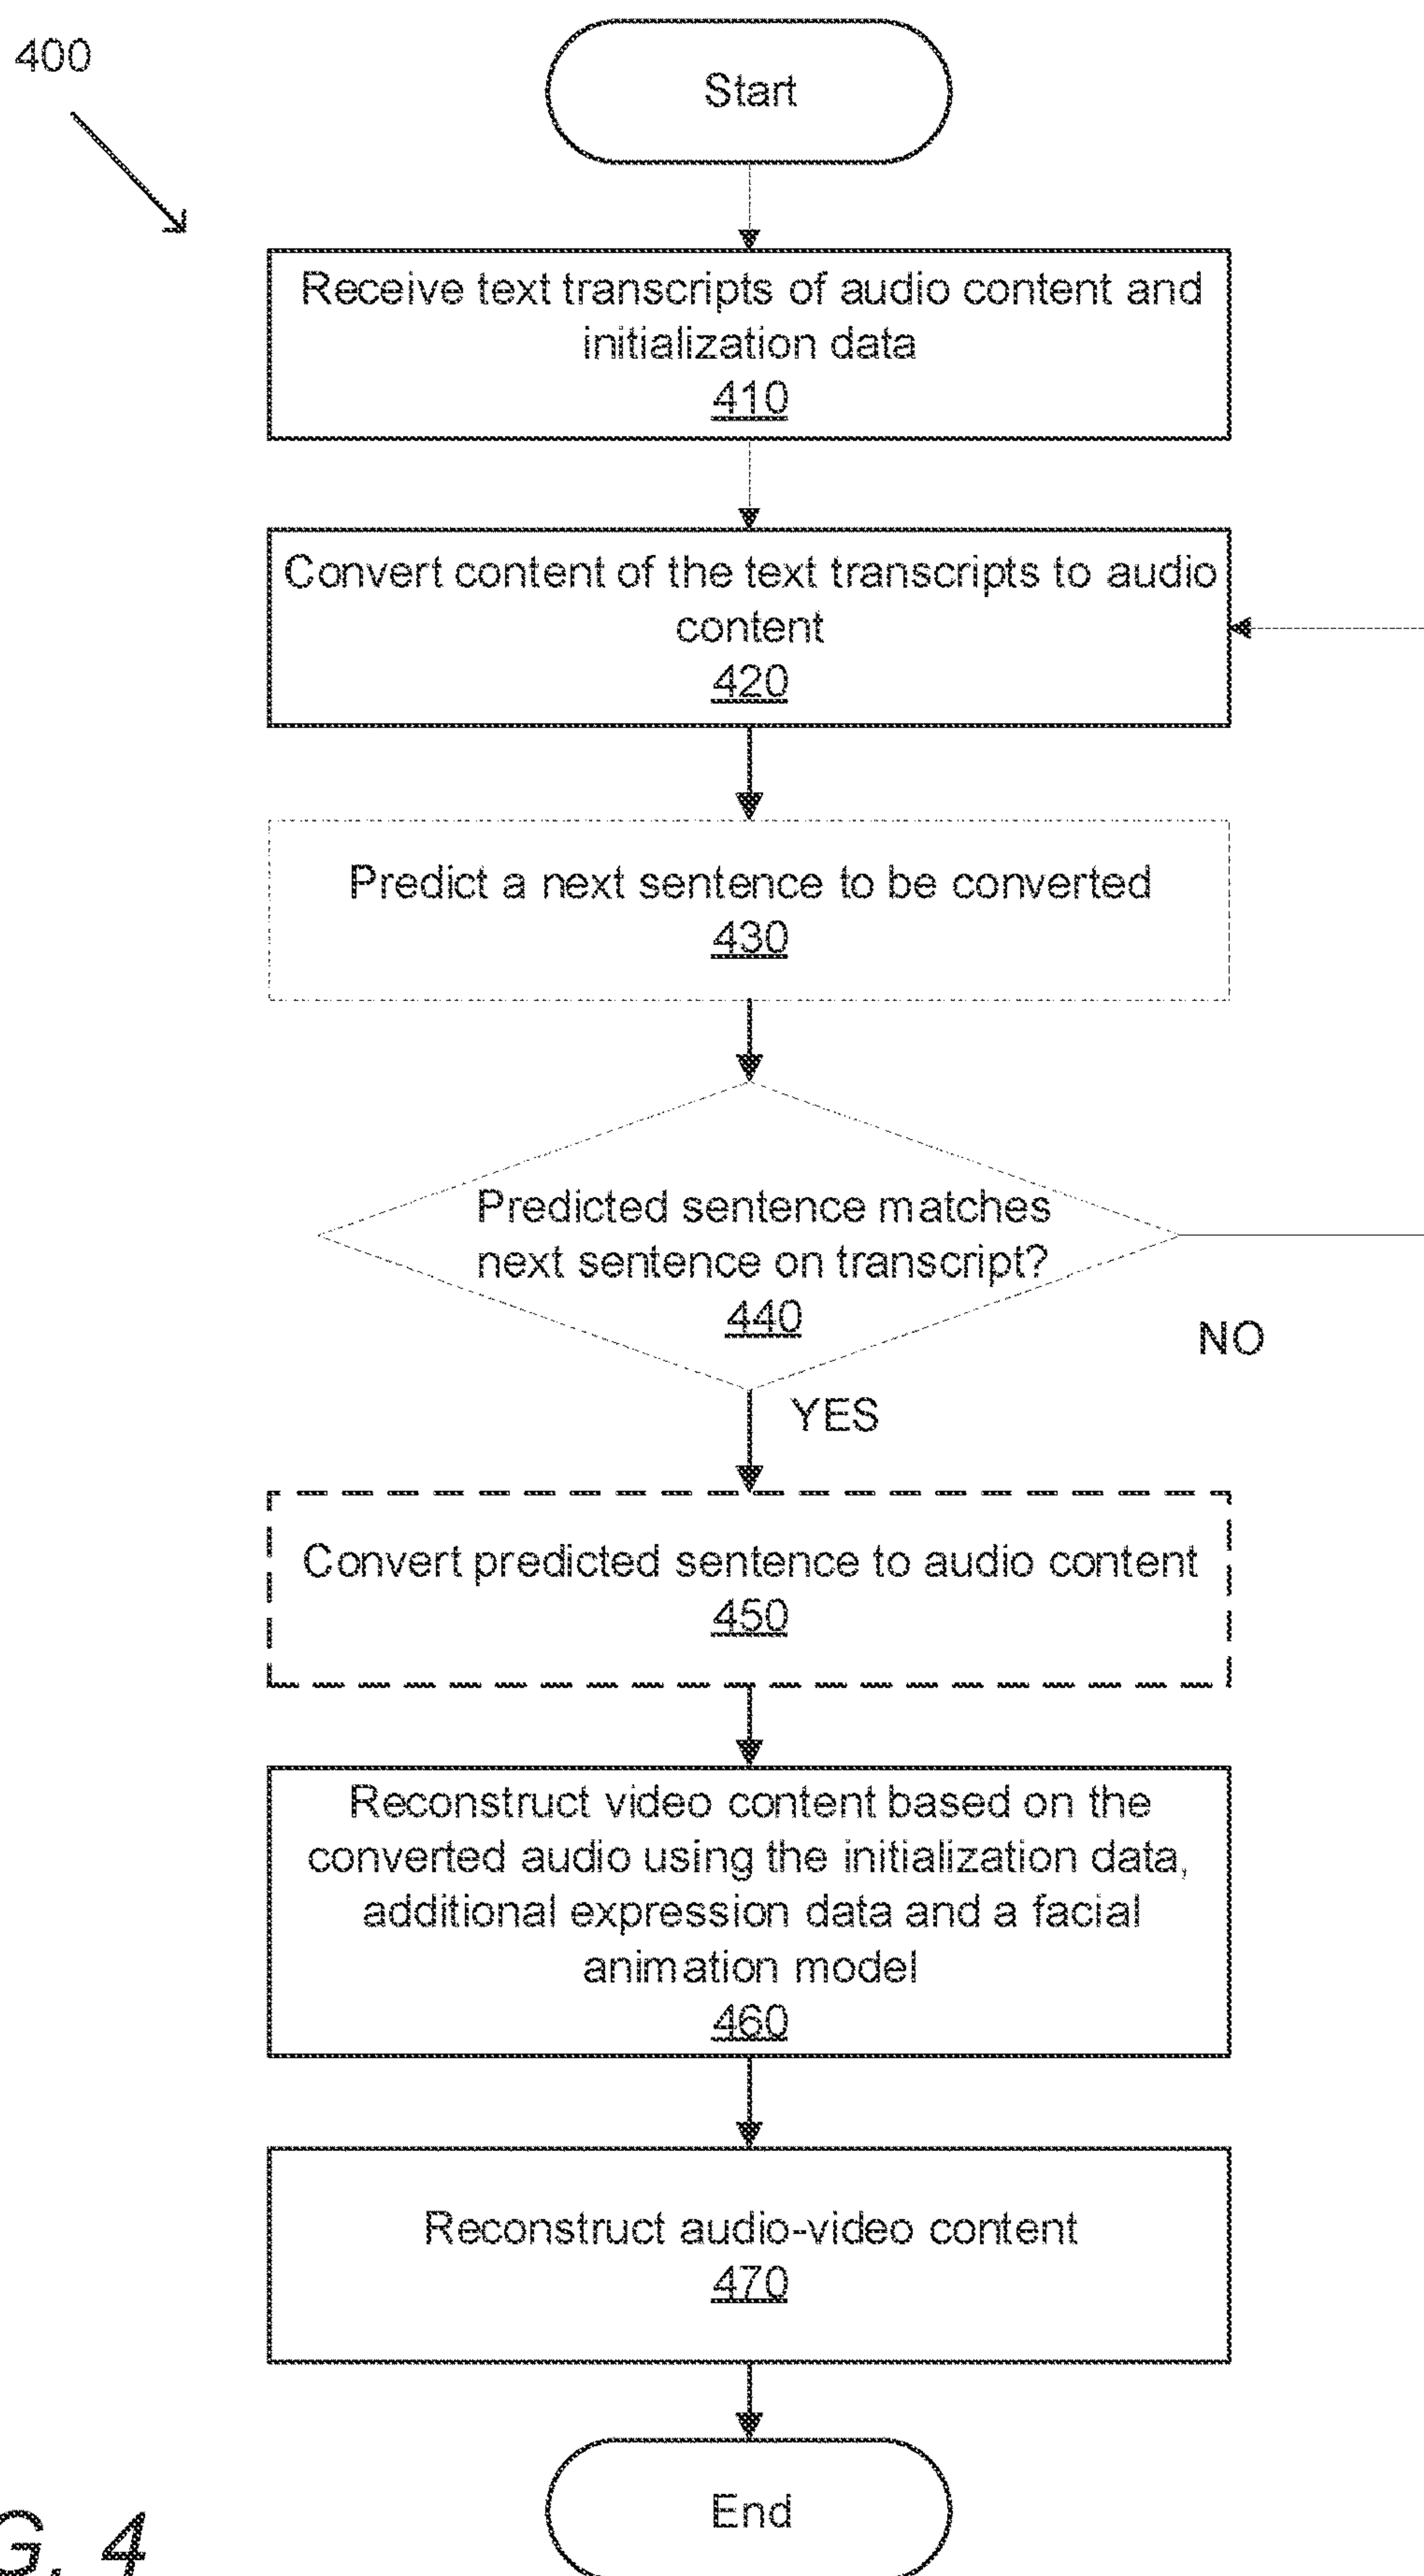 400
Start
Receive text transcripts of audio content and
initialization data
410
Convert content of the text transcripts to audio
content
420
Predict a next sentence to be converted
430
Predicted sentence matches
next sentence on transcript?
440
NO
YES
Convert predicted sentence to audio content
450
Reconstruct video content based on the
converted audio using the initialization data,
additional expression data and a facial
animation model
460
Reconstruct audio-video content
470
End
G. 4